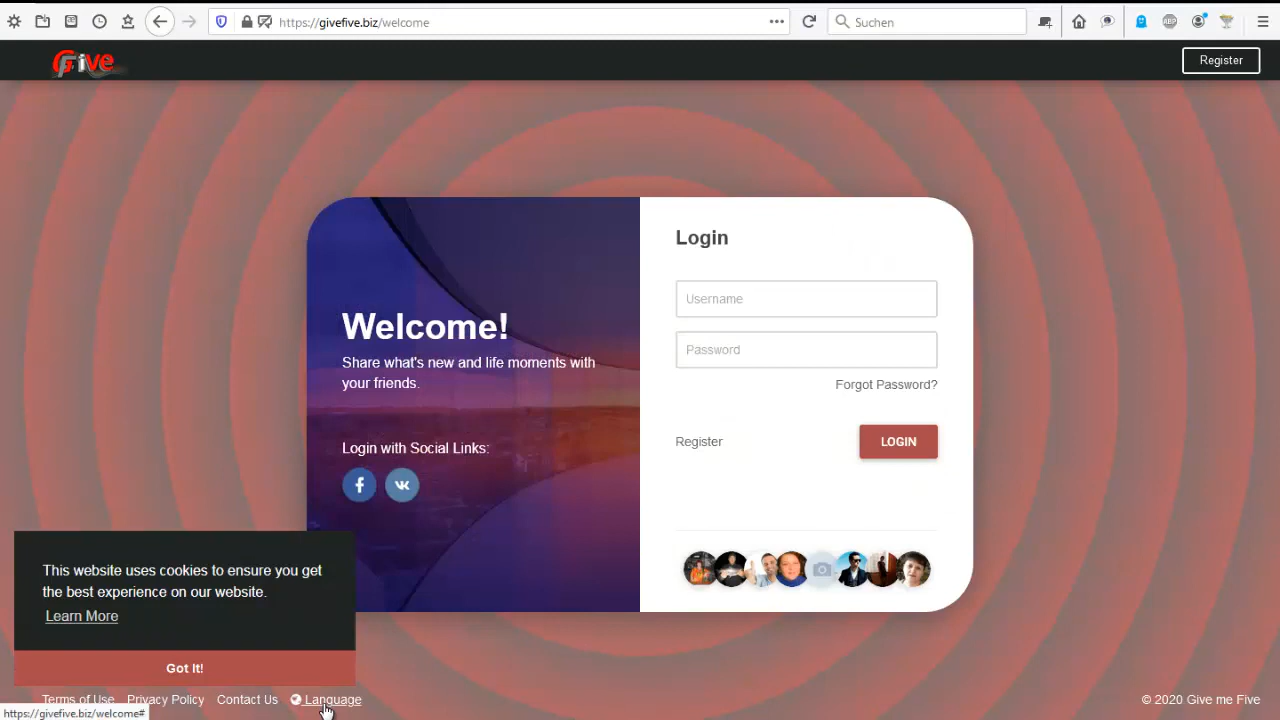 https://givefive.biz/welcome
Suchen
ABP
Five
Register
Welcome!
Share what's new and life moments with
your friends.
Login with Social Links:
Login
Username
Password
Forgot Password?
Register
LOGIN
This website uses cookies to ensure you get
the best experience on our website.
Learn More
Got It!
Terms of Use
Privacy Policy
Contact Us
Language
© 2020 Give me Five
https://givefive.biz/welcome#